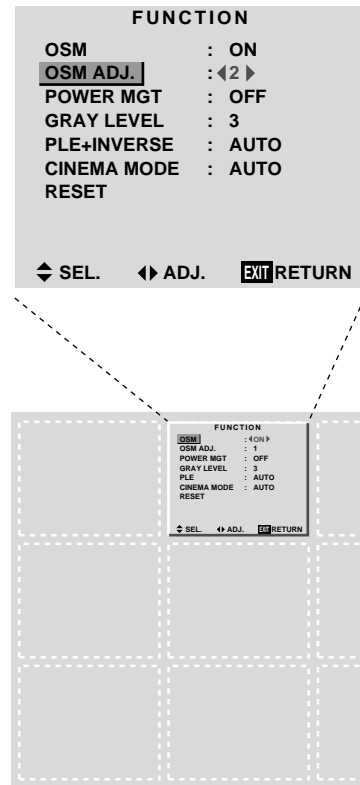 FUNCTION
OSM : ON
OSM ADJ. : 2
POWER MGT : OFF
GRAY LEVEL : 3
PLE+INVERSE : AUTO
CINEMA MODE : AUTO
RESET
SEL. ADJ. EXIT RETURN
FUNCTION
OSM : ON
OSM ADJ. : 1
POWER MGT : OFF
GRAY LEVEL : 3
PLE : AUTO
CINEMA MODE : AUTO
RESET
SEL. ADJ. EXIT RETURN